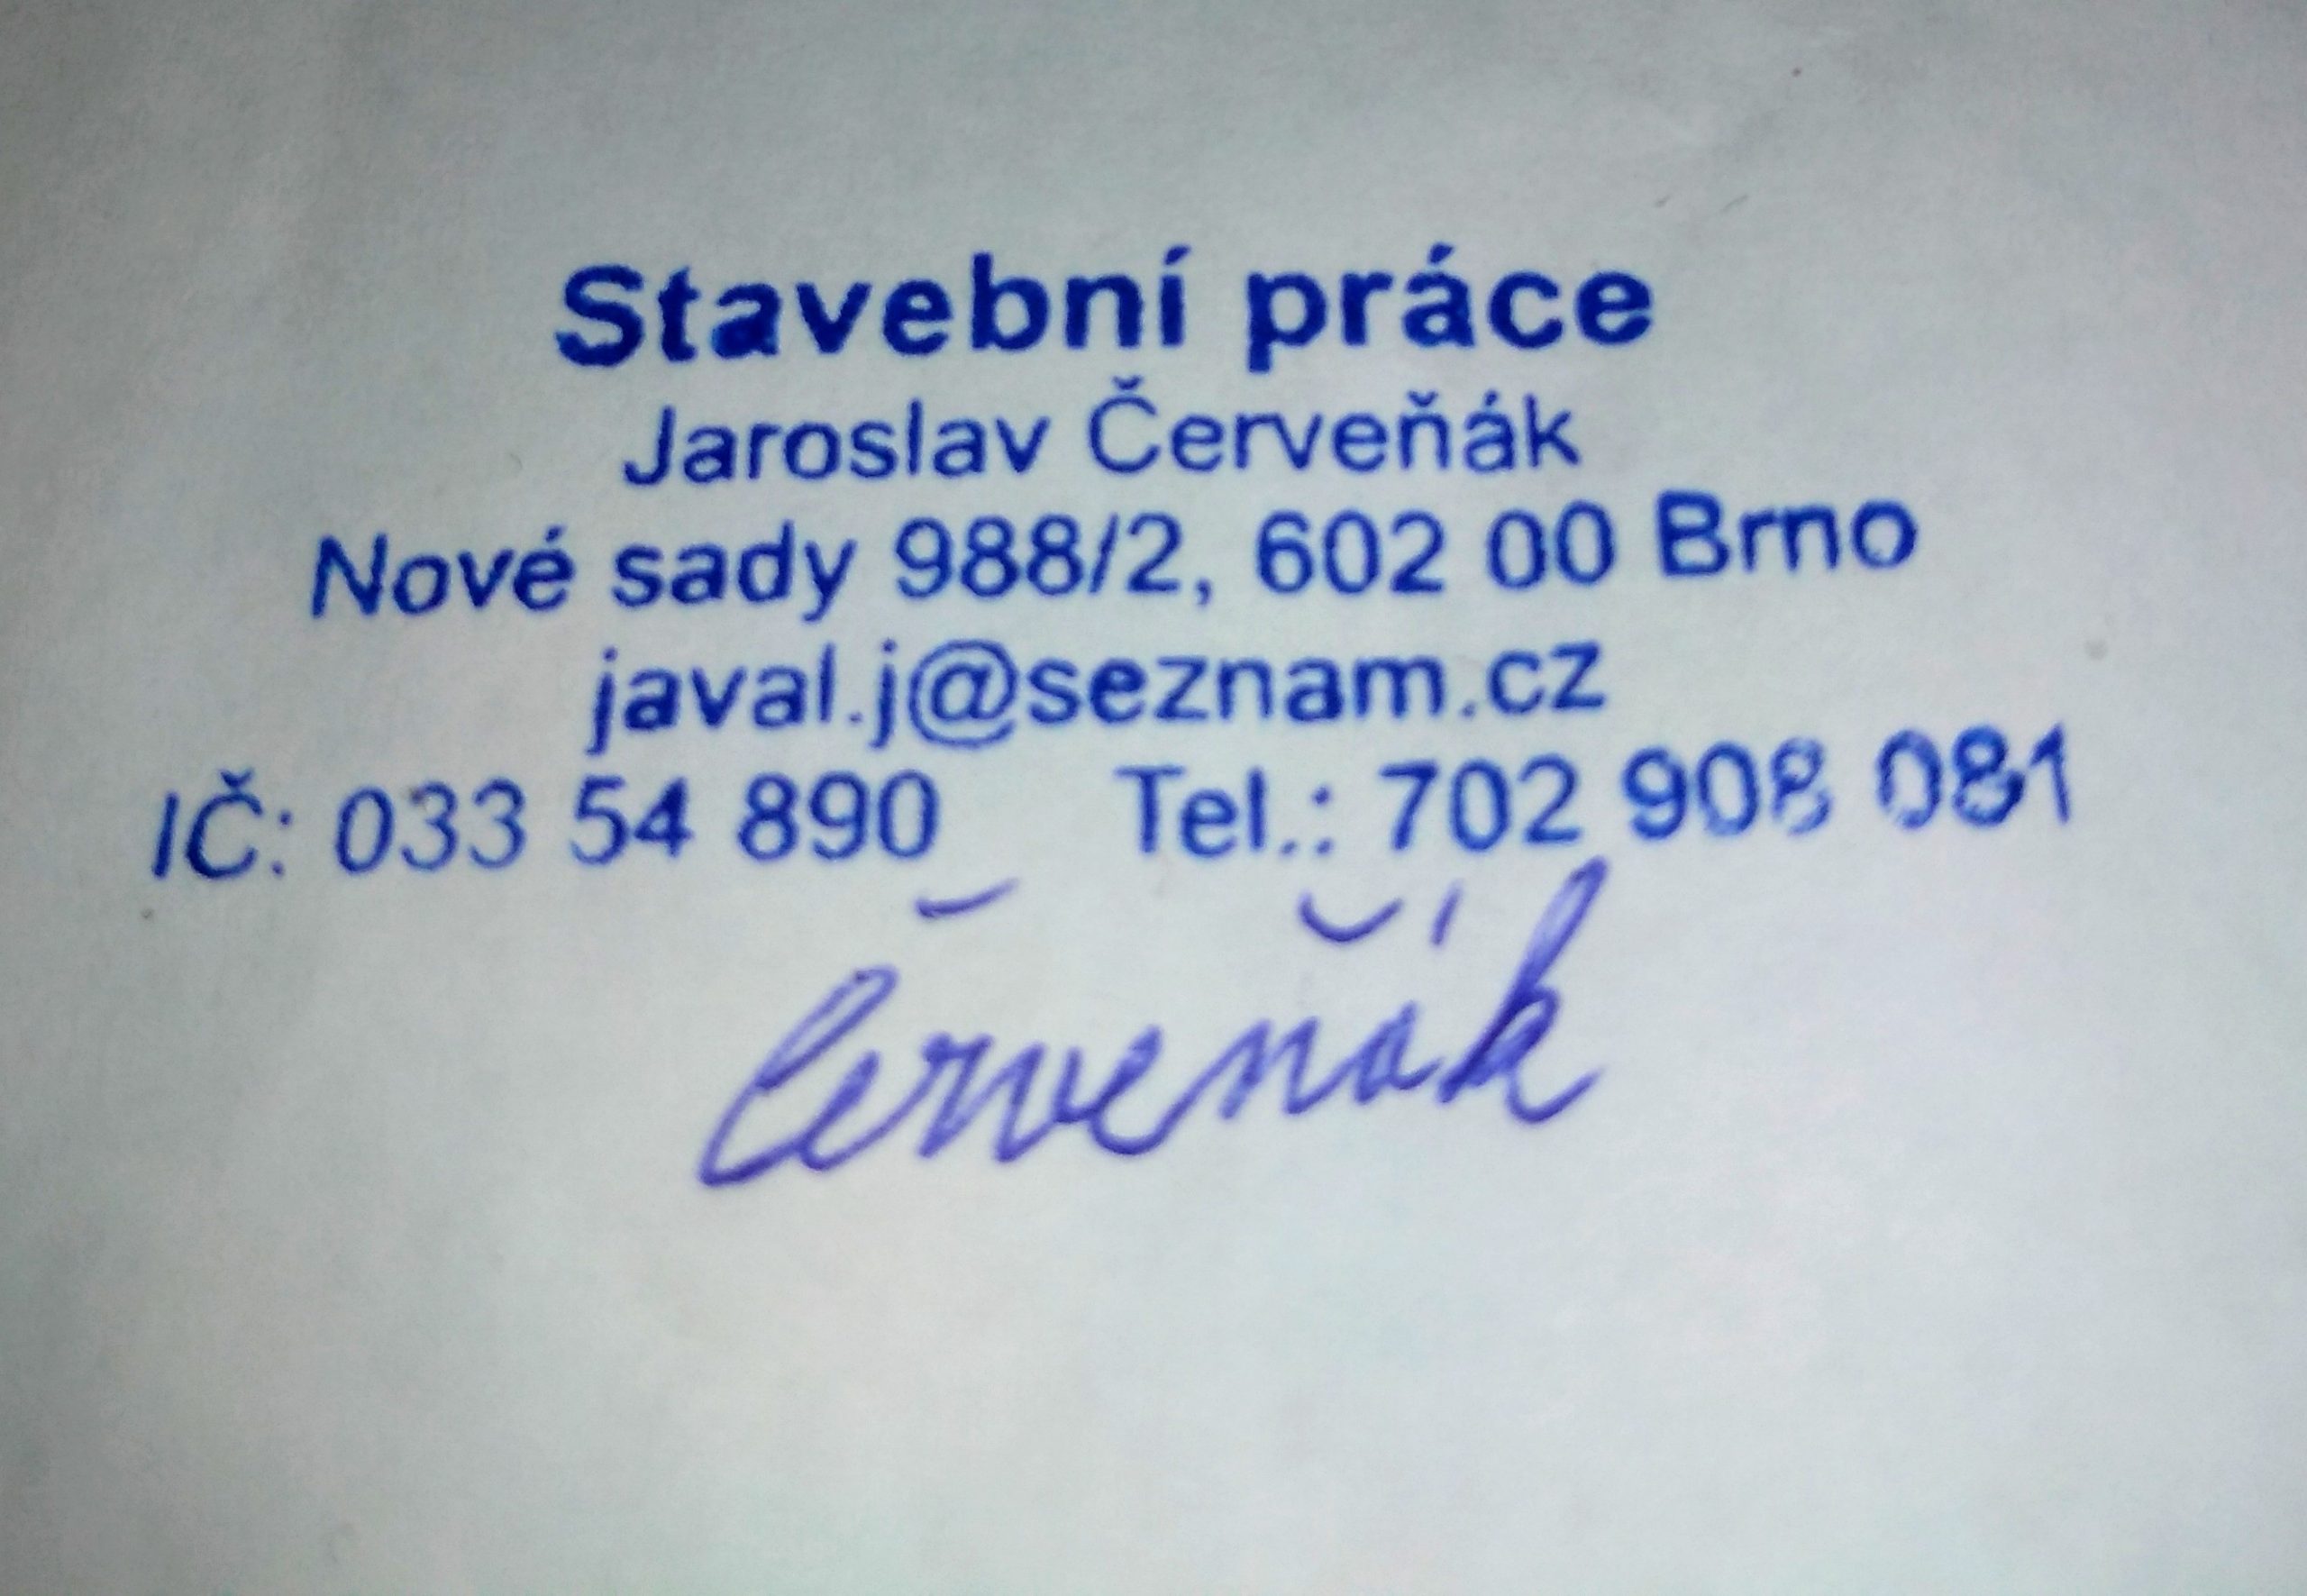 Stavební práce
Jaroslav Červeňák
Nové sady 988/2, 602 00 Brno
javal.j@seznam.cz
IČ: 033 54 890 Tel.: 702 908 081
Červeňák